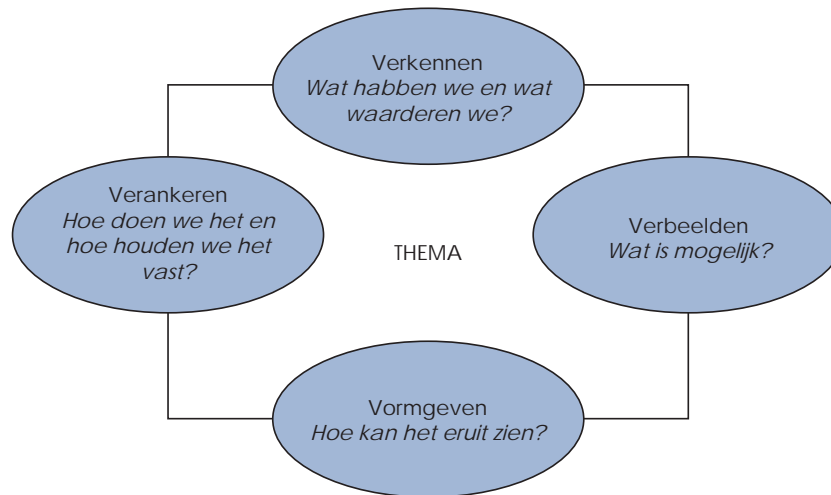 Verkennen
Wat habben we en wat
waarderen we?
Verankeren
Hoe doen we het en
hoe houden we het
vast?
THEMA
Verbeelden
Wat is mogelijk?
Vormgeven
Hoe kan het eruit zien?